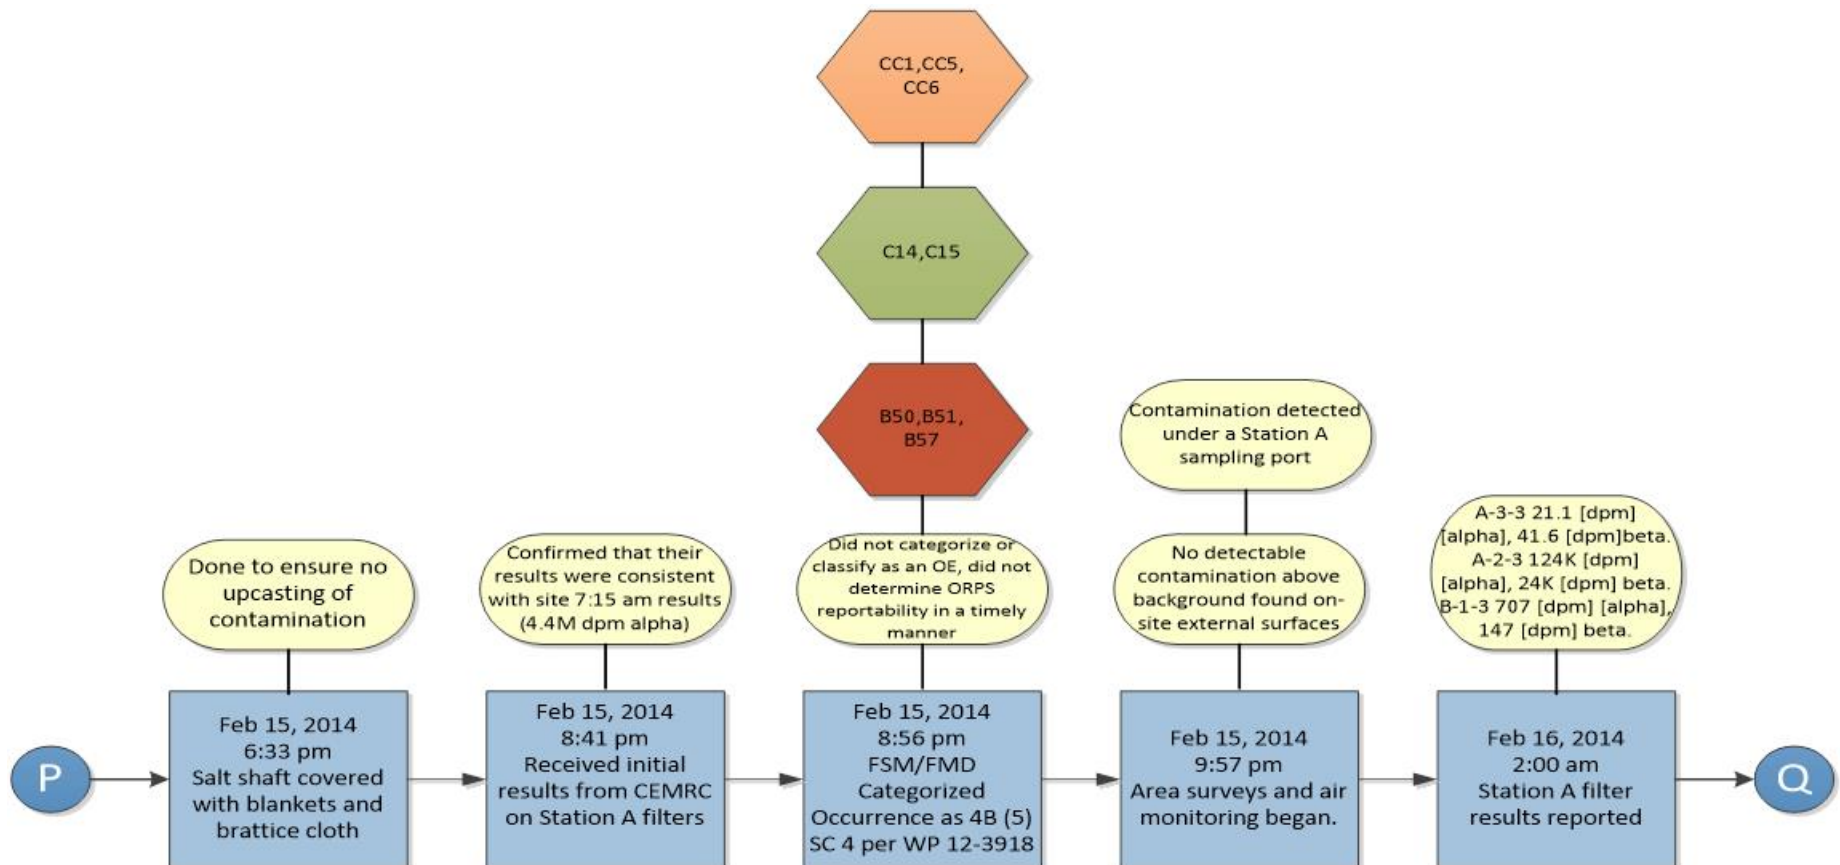 CC1,CC5,
CC6
C14,C15
B50,B51,
B57
Contamination detected
under a Station A
sampling port
Done to ensure no
upcasting of
contamination
Confirmed that their
results were consistent
with site 7:15 am results
(4.4M dpm alpha)
Did not categorize or
classify as an OE, did not
determine ORPS
reportability in a timely
manner
No detectable
contamination above
background found on-
site external surfaces
A-3-3 21.1 [dpm]
[alpha], 41.6 [dpm]beta.
A-2-3 124K [dpm]
[alpha], 24K [dpm] beta.
B-1-3 707 [dpm] [alpha],
147 [dpm] beta.
P
Feb 15, 2014
6:33 pm
Salt shaft covered
with blankets and
brattice cloth
Feb 15, 2014
8:41 pm
Received initial
results from CEMRC
on Station A filters
Feb 15, 2014
8:56 pm
FSM/FMD
Categorized
Occurrence as 4B (5)
SC 4 per WP 12-3918
Feb 15, 2014
9:57 pm
Area surveys and air
monitoring began.
Feb 16, 2014
2:00 am
Station A filter
results reported
Q